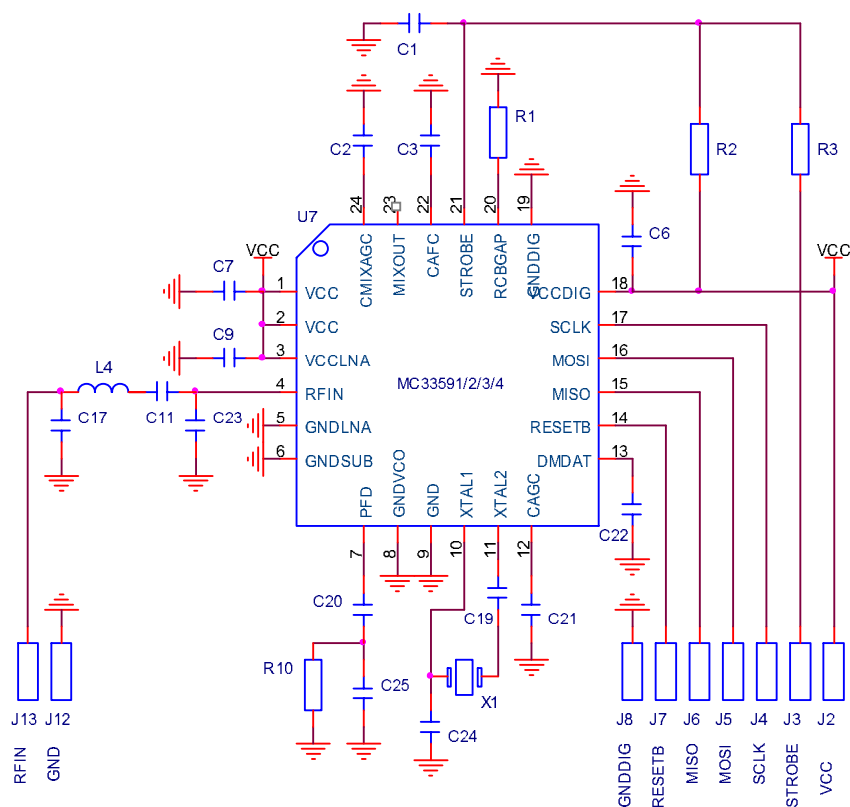 C1
R1
C2
C3
R2
R3
24
23
22
21
20
19
U7
C6
VCC
VCC
CMIXAGC
MIXOUT
CAFC
STROBE
RCBGAP
GNDDIG
C7
1
VCC
VCCDIG
18
2
VCC
SCLK
17
C9
3
VCCLNA
MOSI
16
L4
MC33591/2/3/4
4
RFIN
MISO
15
C17
C11
C23
5
GNDLNA
RESETB
14
6
GNDSUB
DMDAT
13
PFD
GNDVCO
GND
XTAL1
XTAL2
CAGC
C22
7
8
9
10
11
12
C20
C19
C21
R10
C25
X1
C24
J13
J12
J8
J7
J6
J5
J4
J3
J2
RFIN
GND
GNDDIG
RESETB
MISO
MOSI
SCLK
STROBE
VCC